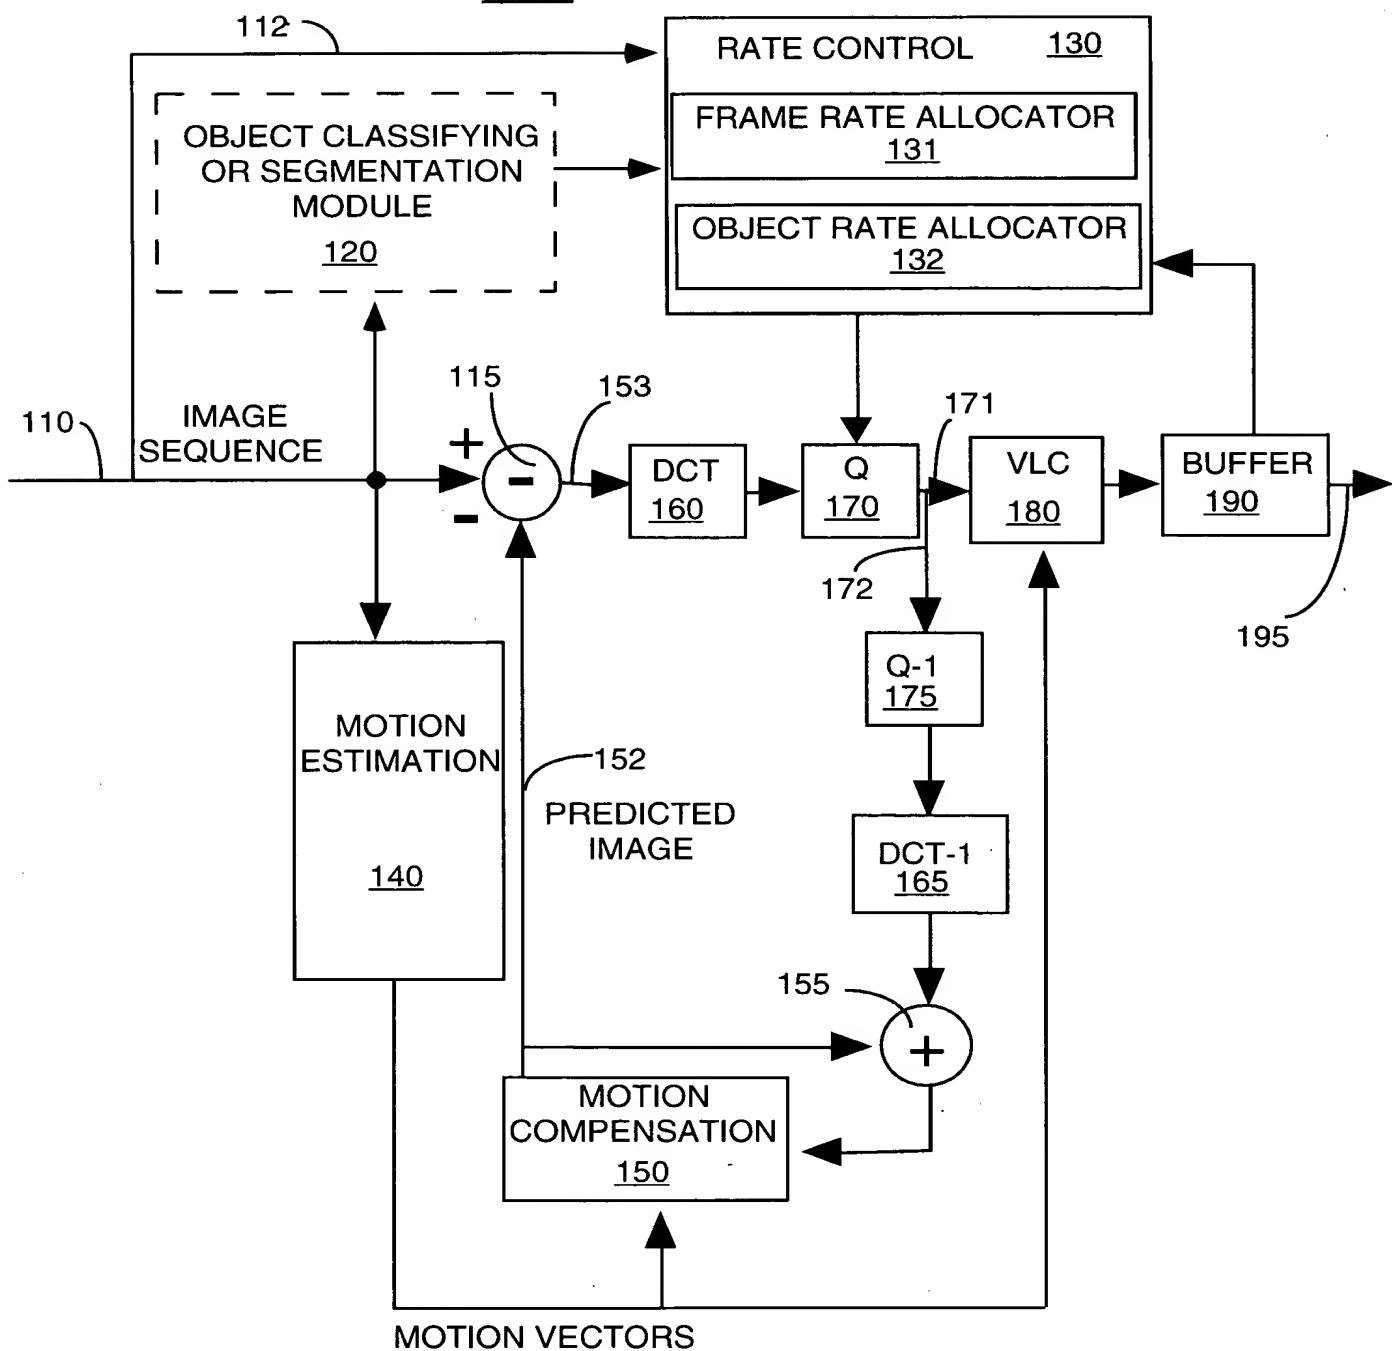 112
RATE CONTROL 130
FRAME RATE ALLOCATOR
131
OBJECT RATE ALLOCATOR
132
OBJECT CLASSIFYING
OR SEGMENTATION
MODULE
120
110
IMAGE
SEQUENCE
115
153
+
-
-
DCT
160
Q
170
171
172
VLC
180
BUFFER
190
195
Q-1
175
DCT-1
165
MOTION
ESTIMATION
140
152
PREDICTED
IMAGE
155
+
MOTION
COMPENSATION
150
MOTION VECTORS